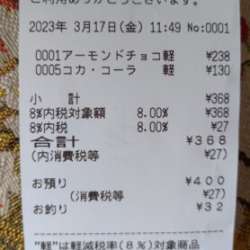 ご利用ありがとうございます。
2023年 3月17日(金) 11:49 No:0001
0001アーモンドチョコ軽 ¥238
0005コカ・コーラ 軽 ¥130
小 計 ¥368
8%内税対象額 8.00% ¥368
8%内税 8.00% ¥27)
合計 ¥368
(内消費税等 ¥27)
お預り ¥400
(消費税等 ¥27)
お釣り ¥32
"軽"は軽減税率(8%)対象商品